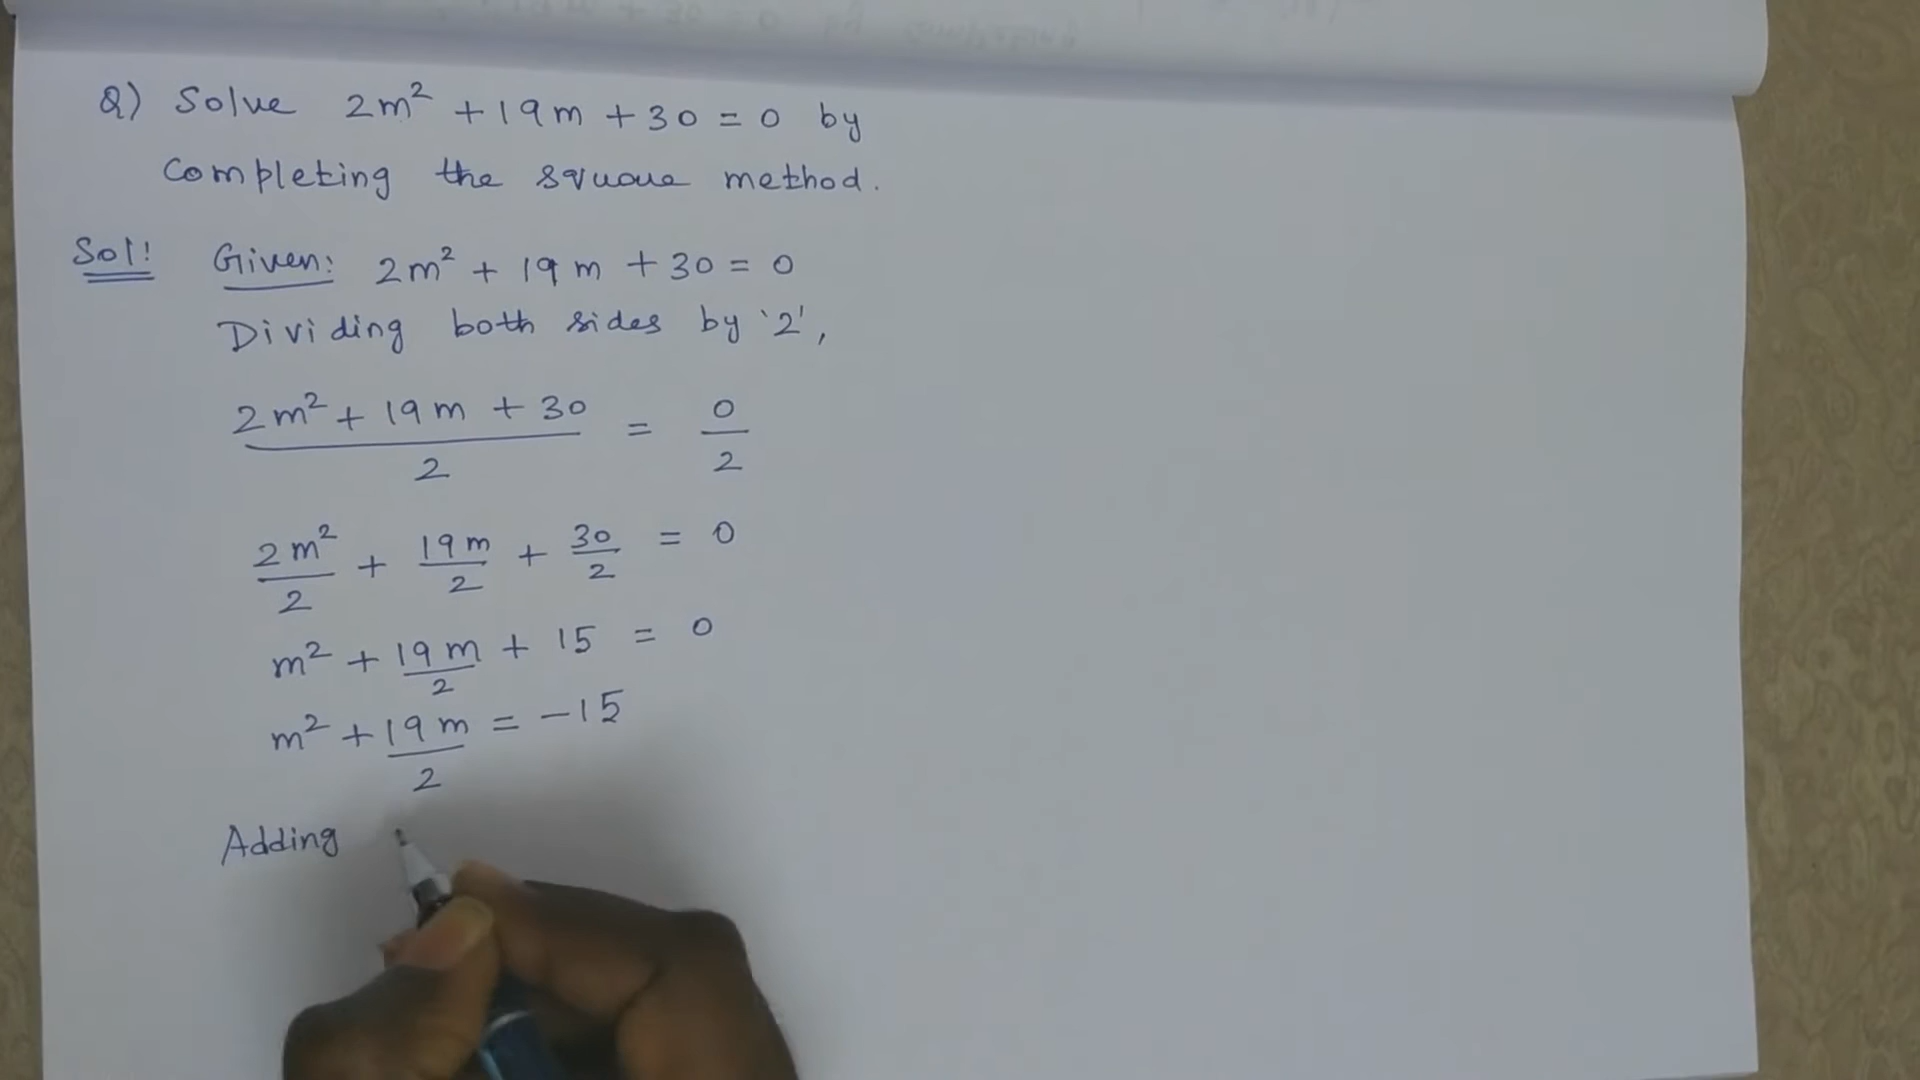 Q) Solve 2m² + 19m + 30 = 0 by
completing the square method.
Sol: Given: 2m² + 19m + 30 = 0
Dividing both sides by '2',
(2m² + 19m + 30)/2 = 0/2
2m²/2 + 19m/2 + 30/2 = 0
m² + 19m/2 + 15 = 0
m² + 19m/2 = -15
Adding